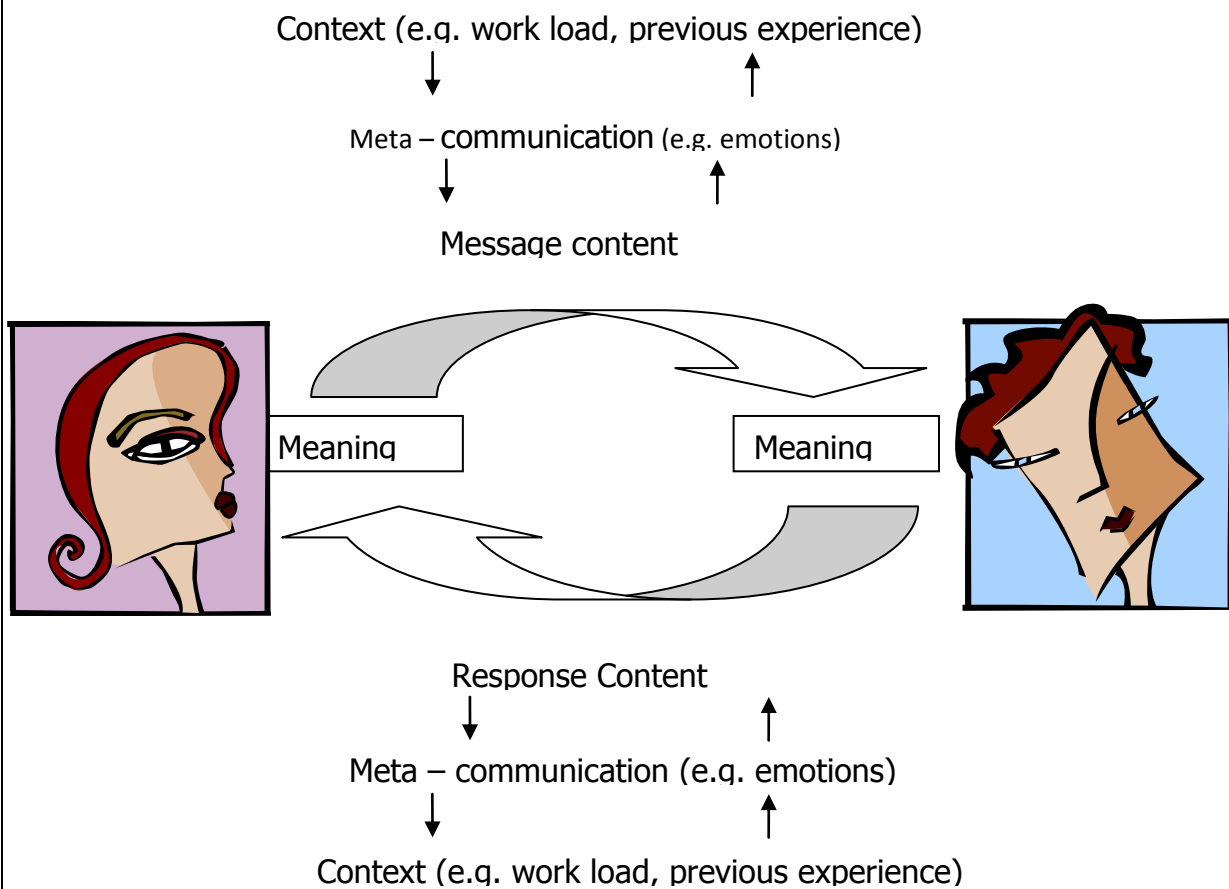 Context (e.g. work load, previous experience)
Meta – communication (e.g. emotions)
Message content
Meaning
Meaning
Response Content
Meta – communication (e.g. emotions)
Context (e.g. work load, previous experience)